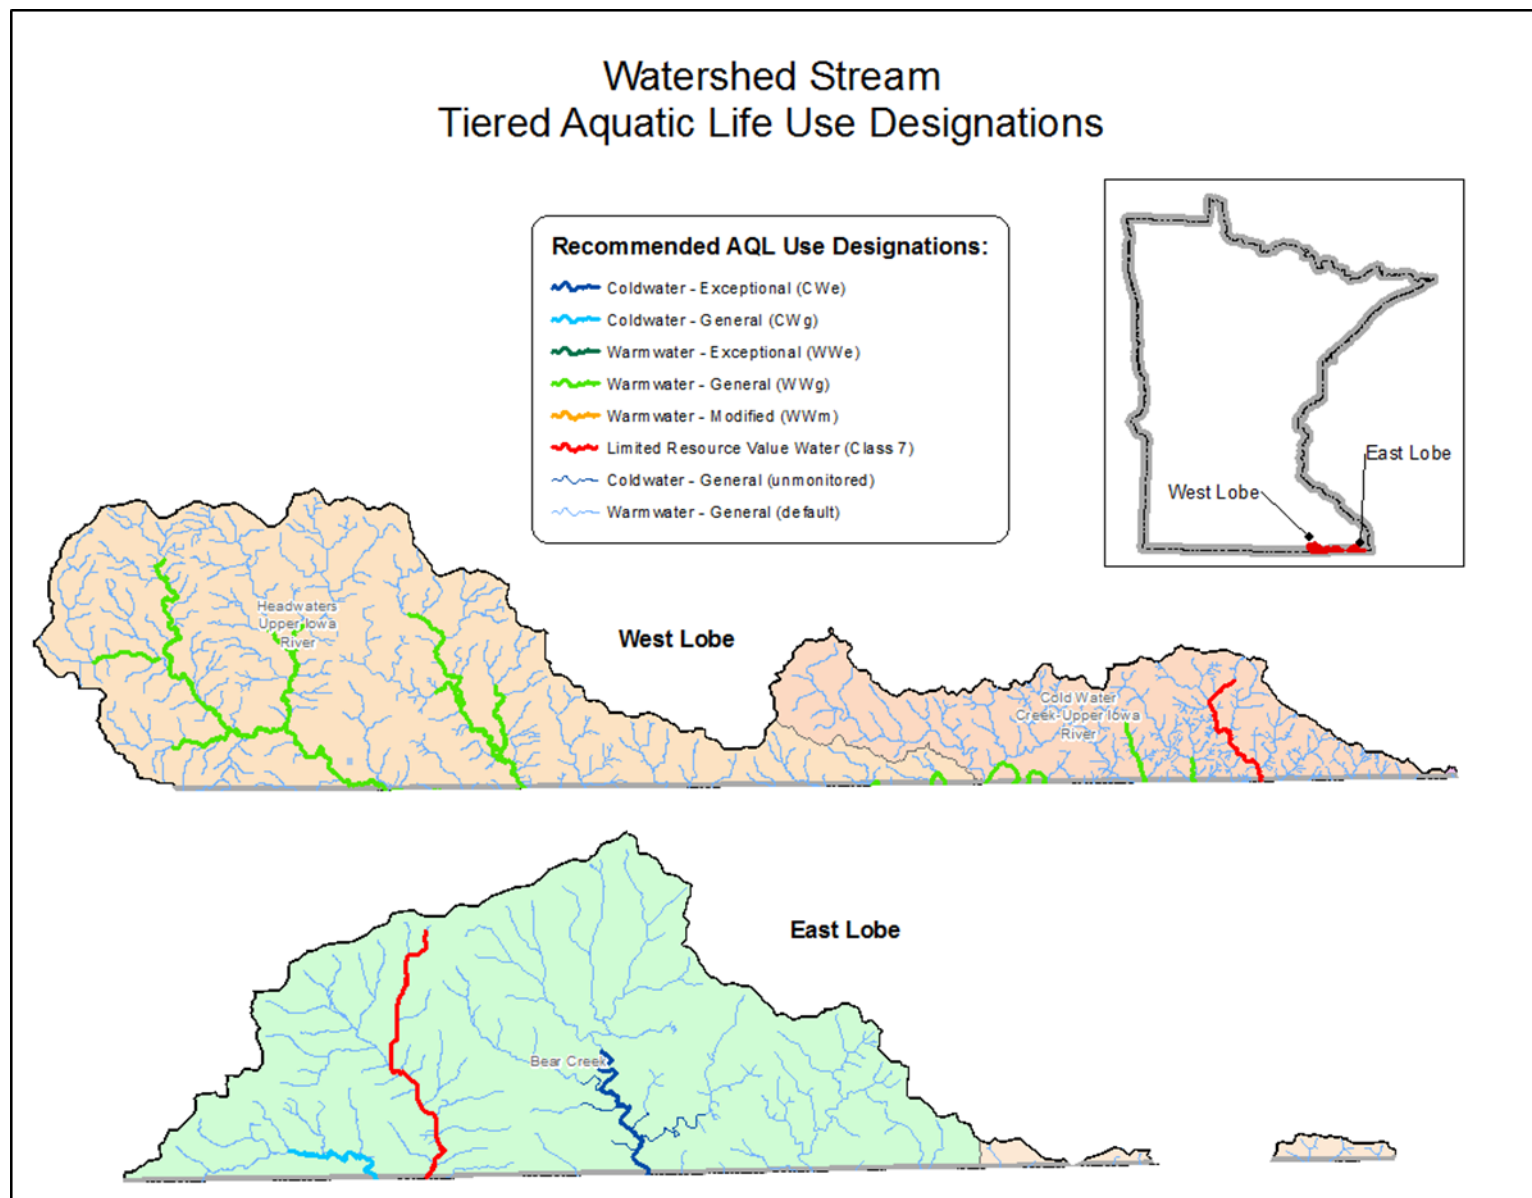 Watershed Stream
Tiered Aquatic Life Use Designations
Recommended AQL Use Designations:
Coldwater - Exceptional (CWe)
Coldwater - General (CWg)
Warmwater - Exceptional (WWe)
Warmwater - General (WWg)
Warmwater - Modified (WWm)
Limited Resource Value Water (Class 7)
Coldwater - General (unmonitored)
Warmwater - General (default)
East Lobe
West Lobe
Headwaters
Upper Iowa
River
West Lobe
Cold Water
Creek-Upper Iowa
River
East Lobe
Bear Creek